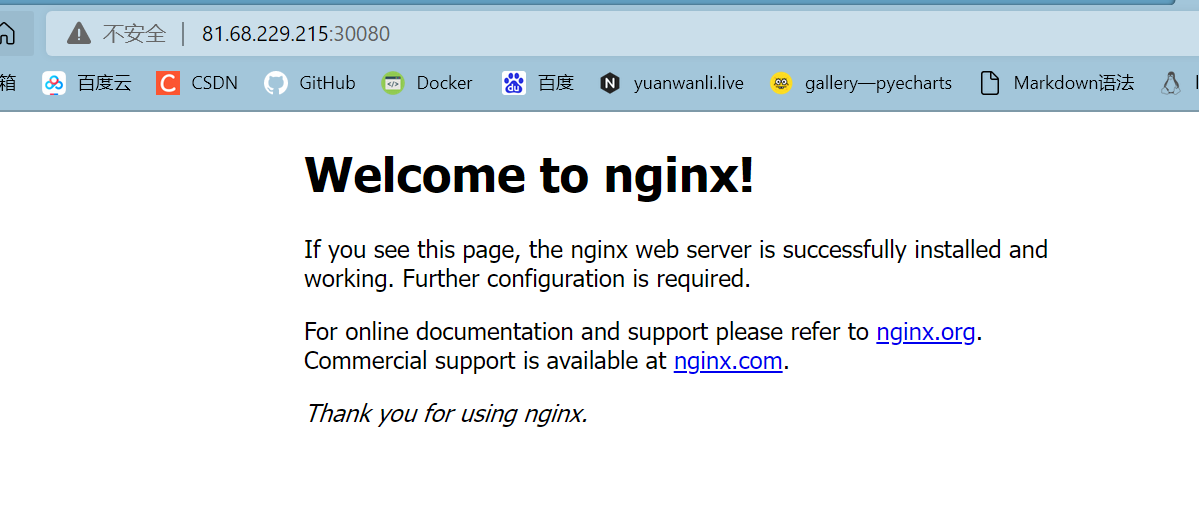 不安全 | 81.68.229.215:30080
箱 百度云 CSDN GitHub Docker 百度 yuanwanli.live gallery—pyecharts Markdown语法
Welcome to nginx!
If you see this page, the nginx web server is successfully installed and
working. Further configuration is required.
For online documentation and support please refer to nginx.org.
Commercial support is available at nginx.com.
Thank you for using nginx.